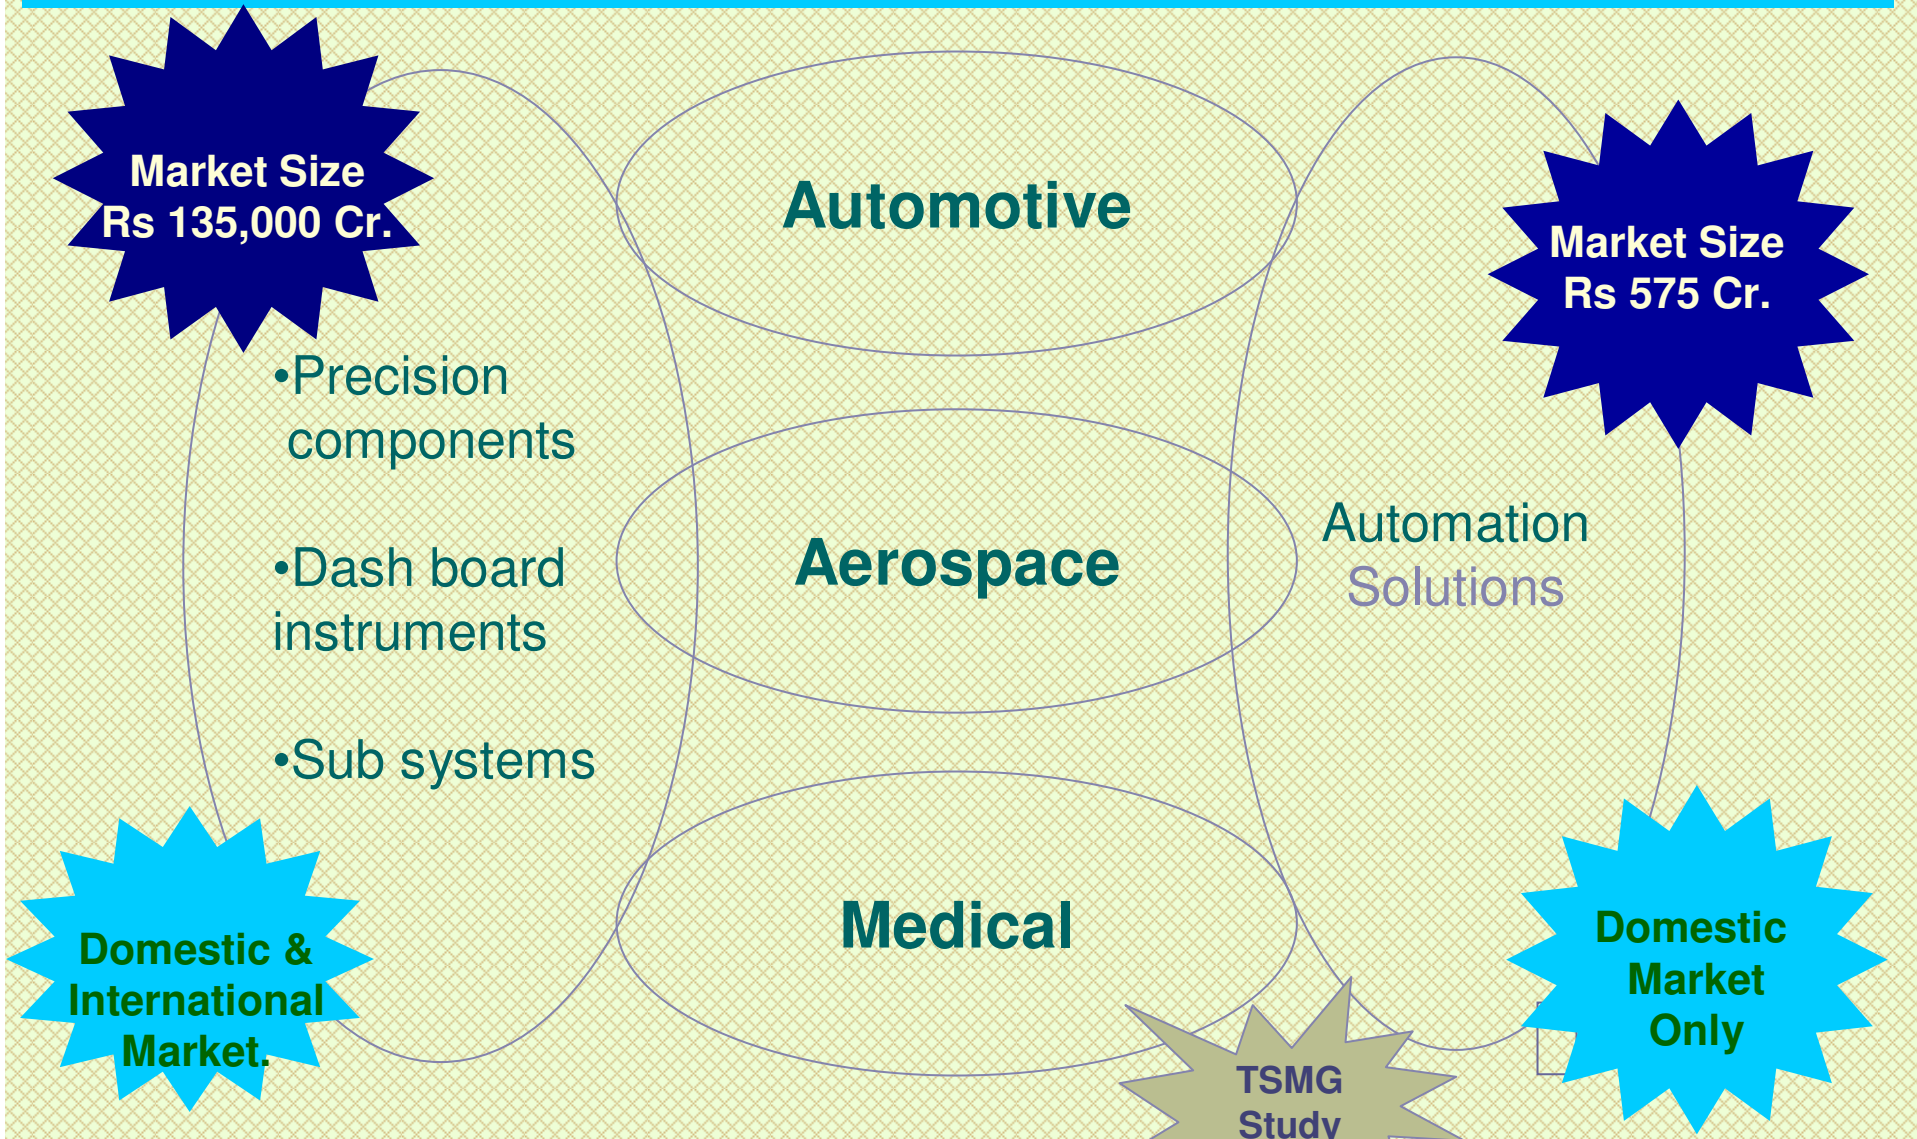 Market Size
Rs 135,000 Cr.
Automotive
Market Size
Rs 575 Cr.
•Precision
components
•Dash board
instruments
•Sub systems
Aerospace
Automation
Solutions
Medical
Domestic &
International
Market.
Domestic
Market
Only
TSMG
Study